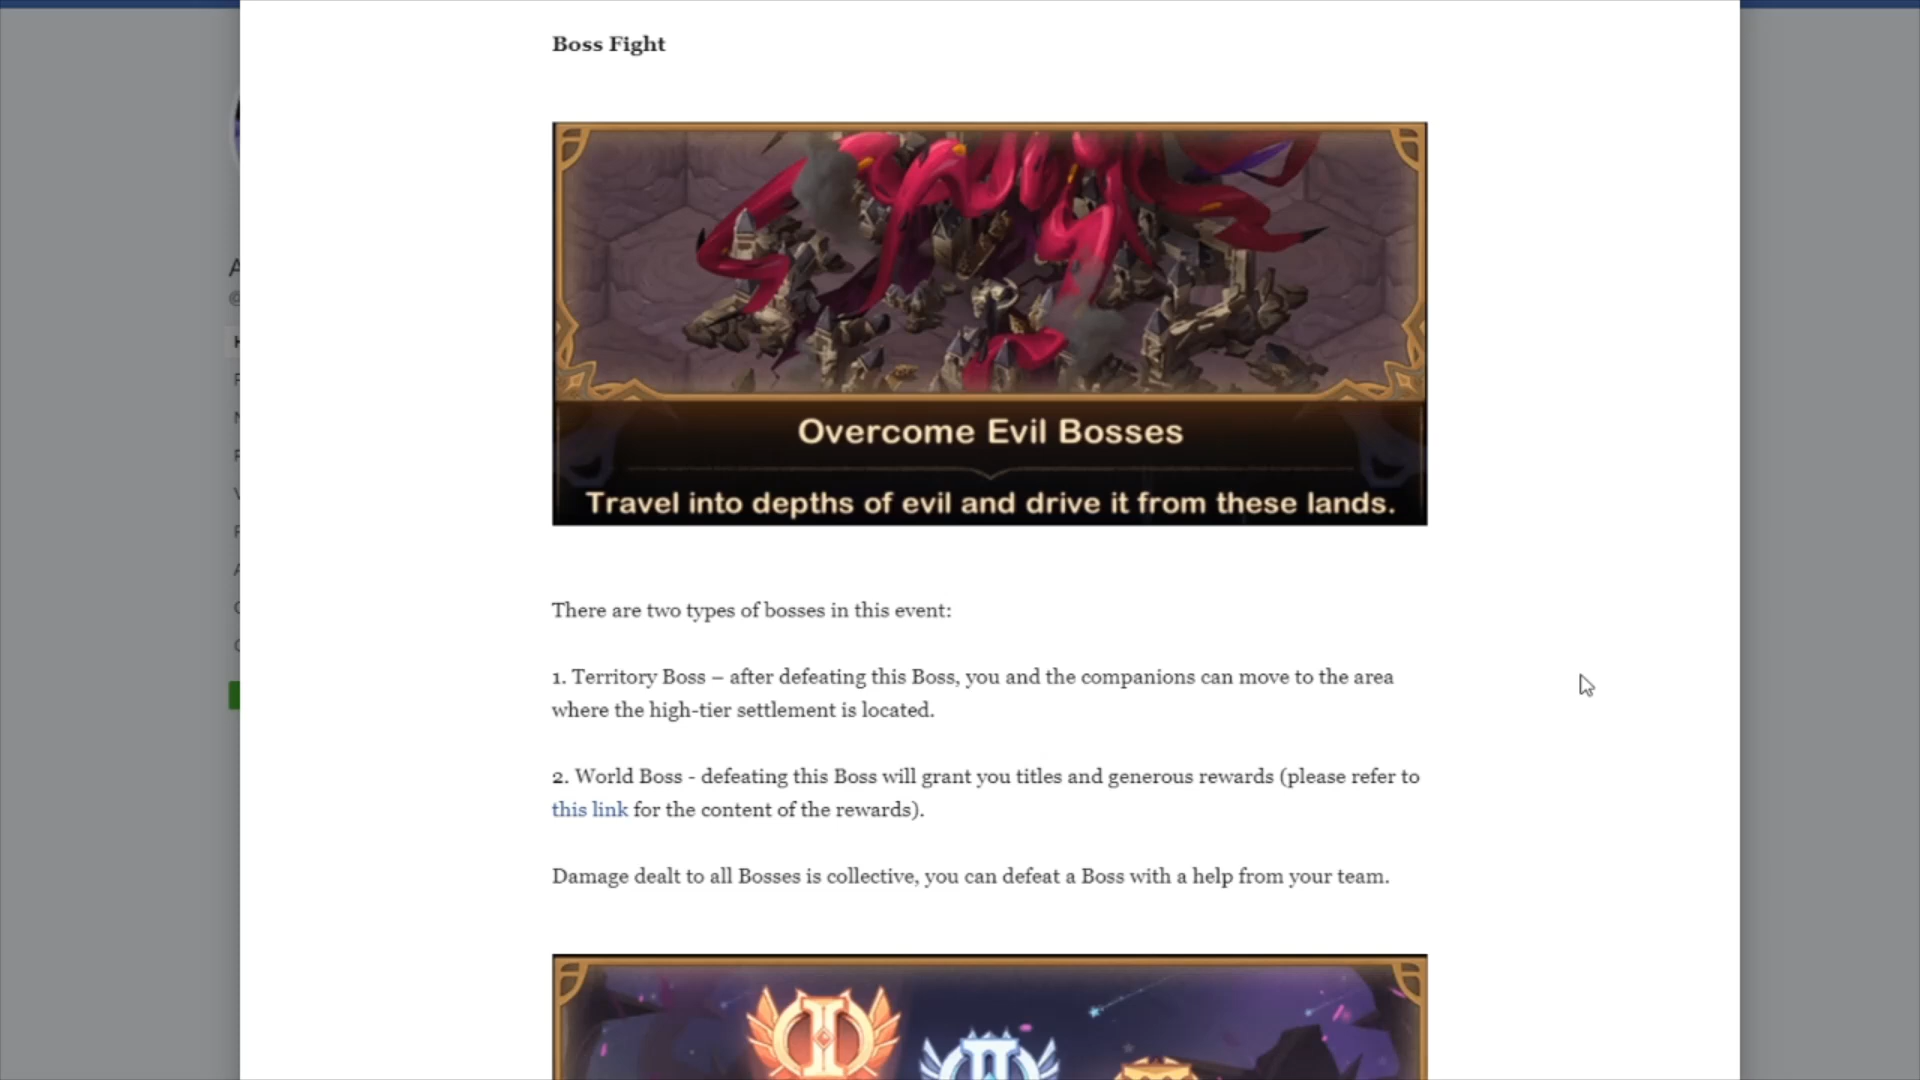 Boss Fight
Overcome Evil Bosses
Travel into depths of evil and drive it from these lands.
There are two types of bosses in this event:
1. Territory Boss – after defeating this Boss, you and the companions can move to the area
where the high-tier settlement is located.
2. World Boss - defeating this Boss will grant you titles and generous rewards (please refer to
this link for the content of the rewards).
Damage dealt to all Bosses is collective, you can defeat a Boss with a help from your team.
I
II